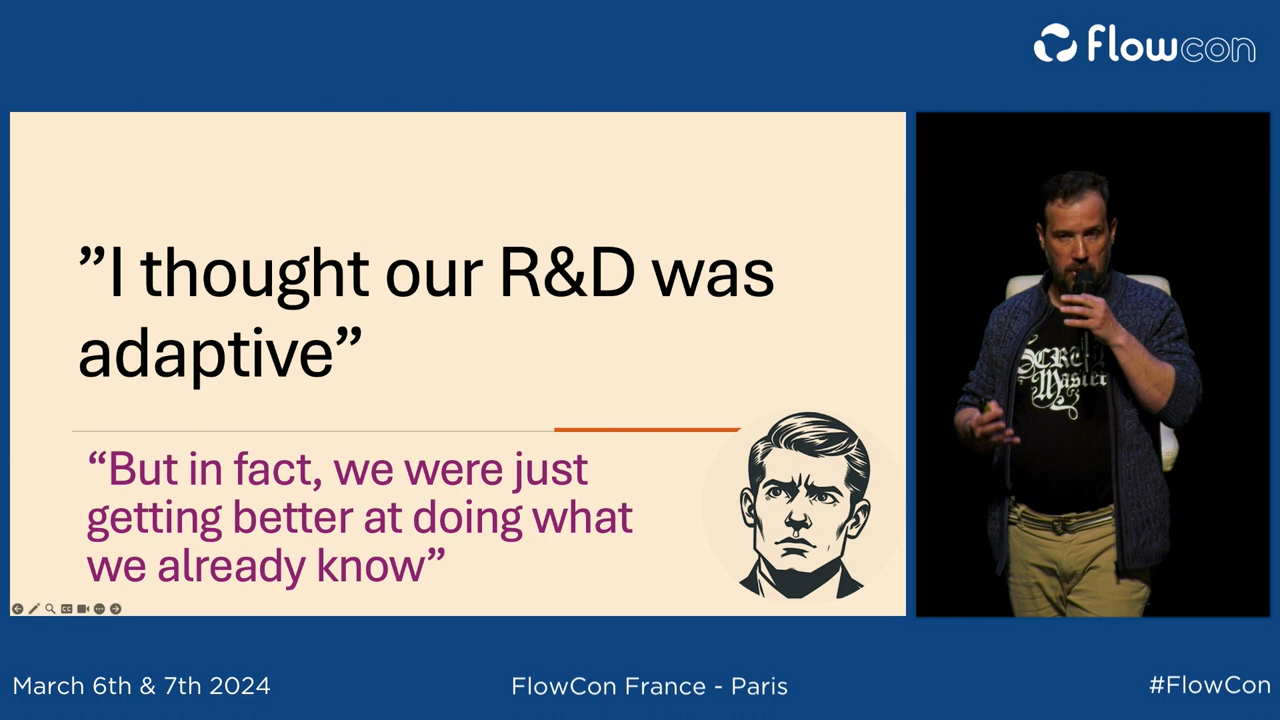 flowcon
”I thought our R&D was
adaptive”
“But in fact, we were just
getting better at doing what
we already know”
Master
March 6th & 7th 2024
FlowCon France - Paris
#FlowCon